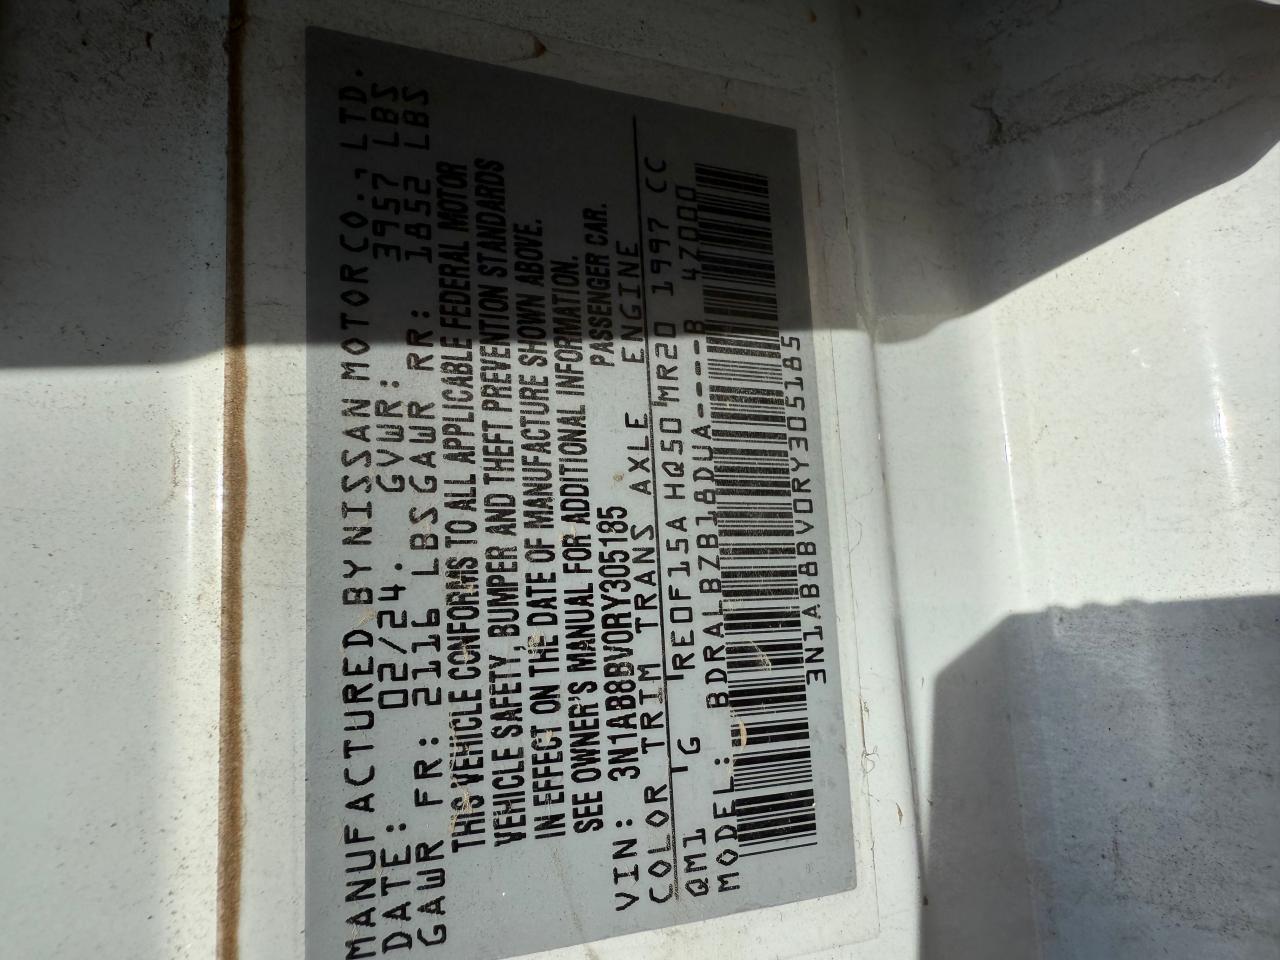 MANUFACTURED BY NISSAN MOTOR CO., LTD.
DATE: 02/24. GVWR: 3957 LBS
GAWR FR: 2116 LBS GAWR RR: 1852 LBS
THIS VEHICLE CONFORMS TO ALL APPLICABLE FEDERAL MOTOR
VEHICLE SAFETY, BUMPER AND THEFT PREVENTION STANDARDS
IN EFFECT ON THE DATE OF MANUFACTURE SHOWN ABOVE.
SEE OWNER'S MANUAL FOR ADDITIONAL INFORMATION.
PASSENGER CAR.
VIN: 3N1AB8BV0RY305185
COLOR TRIM TRANS AXLE ENGINE
QM1 'G 'RE0F15A HQ50'MR20 1997 CC
MODEL: BDRALBZB18DUA----B 4Z000
3N1AB8BV0RY305185